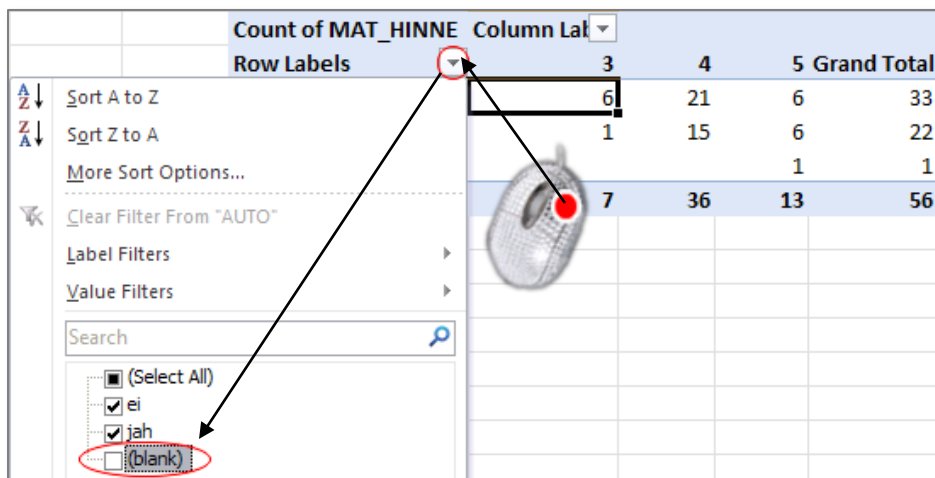 Count of MAT_HINNE Column Lal
Row Labels 3 4 5 Grand Total
Sort A to Z 6 21 6 33
Sort Z to A 1 15 6 22
More Sort Options... 1 1
Clear Filter From "AUTO" 7 36 13 56
Label Filters
Value Filters
Search
(Select All)
ei
jah
(blank)